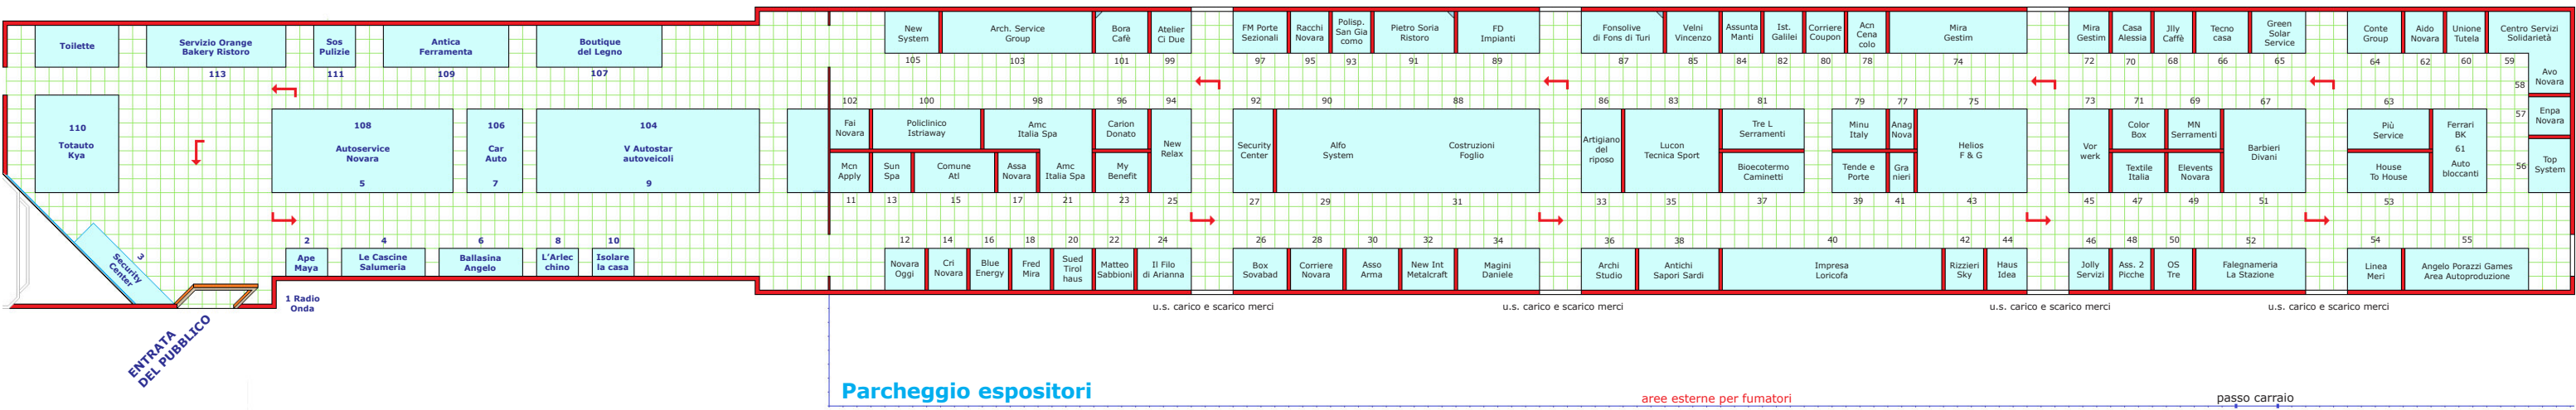 Toilette
Servizio Orange
Bakery Ristoro
113
Sos
Pulizie
111
Antica
Ferramenta
109
Boutique
del Legno
107
New
System
105
Arch. Service
Group
103
Bora
Cafè
101
Atelier
Ci Due
99
FM Porte
Sezionali
97
Racchi
Novara
95
Polisp.
San Gia
como
93
Pietro Soria
Ristoro
91
FD
Impianti
89
Fonsolive
di Fons di Turi
87
Velni
Vincenzo
85
Assunta
Manti
84
Ist.
Galilei
82
Corriere
Coupon
80
Acn
Cena
colo
78
Mira
Gestim
74
Mira
Gestim
72
Casa
Alessia
70
Jlly
Caffè
68
Tecno
casa
66
Green
Solar
Service
65
Conte
Group
64
Aido
Novara
62
Unione
Tutela
60
Centro Servizi
Solidarietà
59
Avo
Novara
58
Enpa
Novara
57
Top
System
56
110
Totauto
Kya
108
Autoservice
Novara
5
106
Car
Auto
7
104
V Autostar
autoveicoli
9
102
Fai
Novara
100
Policlinico
Istriaway
98
Amc
Italia Spa
96
Carion
Donato
94
New
Relax
25
Mcn
Apply
11
Sun
Spa
13
Comune
Atl
15
Assa
Novara
17
Amc
Italia Spa
21
My
Benefit
23
92
Security
Center
27
90
Alfo
System
29
88
Costruzioni
Foglio
31
86
Artigiano
del
riposo
33
83
Lucon
Tecnica Sport
35
81
Tre L
Serramenti
Bioecotermo
Caminetti
37
79
Minu
Italy
Tende e
Porte
39
77
Anag
Nova
Gra
nieri
41
75
Helios
F & G
43
73
Vor
werk
45
71
Color
Box
Textile
Italia
47
69
MN
Serramenti
Elevents
Novara
49
67
Barbieri
Divani
51
63
Più
Service
House
To House
53
Ferrari
BK
61
Auto
bloccanti
3
Security
Center
2
Ape
Maya
4
Le Cascine
Salumeria
6
Ballasina
Angelo
8
L'Arlec
chino
10
Isolare
la casa
12
Novara
Oggi
14
Cri
Novara
16
Blue
Energy
18
Fred
Mira
20
Sued
Tirol
haus
22
Matteo
Sabbioni
24
Il Filo
di Arianna
26
Box
Sovabad
28
Corriere
Novara
30
Asso
Arma
32
New Int
Metalcraft
34
Magini
Daniele
36
Archi
Studio
38
Antichi
Sapori Sardi
40
Impresa
Loricofa
42
Rizzieri
Sky
44
Haus
Idea
46
Jolly
Servizi
48
Ass. 2
Picche
50
OS
Tre
52
Falegnameria
La Stazione
54
Linea
Meri
55
Angelo Porazzi Games
Area Autoproduzione
1 Radio
Onda
ENTRATA
DEL PUBBLICO
u.s. carico e scarico merci
u.s. carico e scarico merci
u.s. carico e scarico merci
u.s. carico e scarico merci
Parcheggio espositori
aree esterne per fumatori
passo carraio